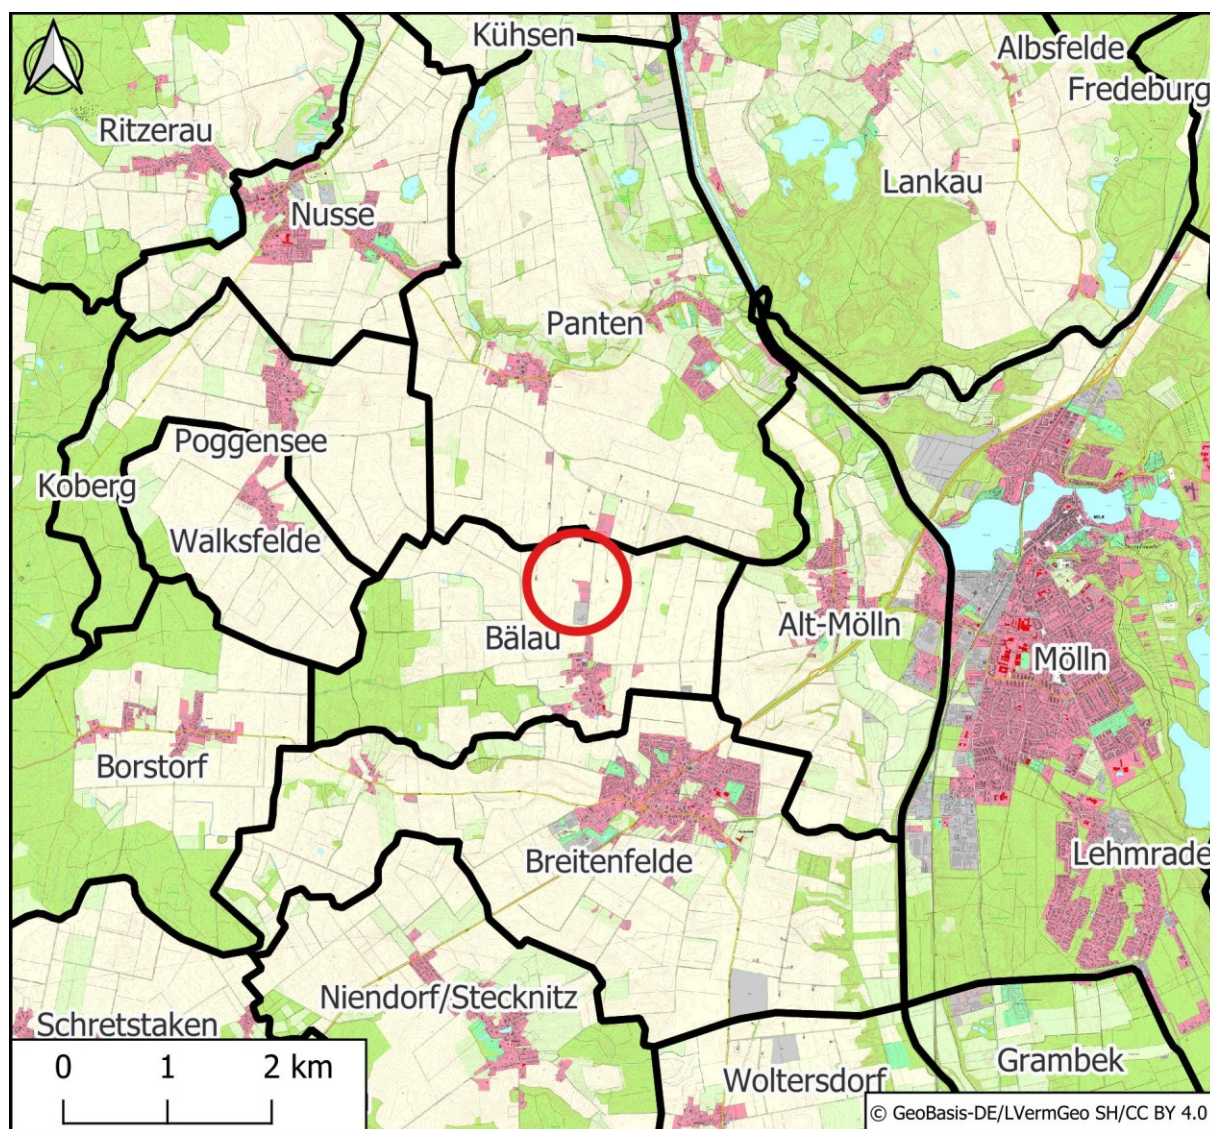 Kühsen
Albsfelde
Fredeburg
Ritzerau
Lankau
Nusse
Panten
Poggensee
Koberg
Walksfelde
Bälau
Alt-Mölln
Mölln
Borstorf
Breitenfelde
Lehmrade
Niendorf/Stecknitz
Schretstaken
Grambek
0 1 2 km
Woltersdorf
© GeoBasis-DE/LVermGeo SH/CC BY 4.0